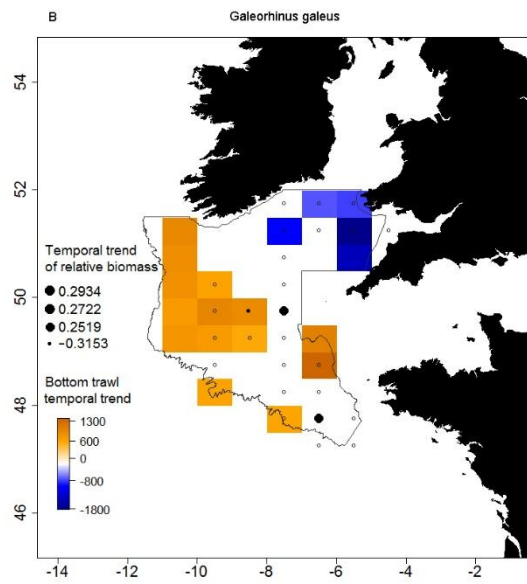 B Galeorhinus galeus
54
52
50
48
46
Temporal trend
of relative biomass
0.2934
0.2722
0.2519
-0.3153
Bottom trawl
temporal trend
1300
600
0
-800
-1800
-14 -12 -10 -8 -6 -4 -2